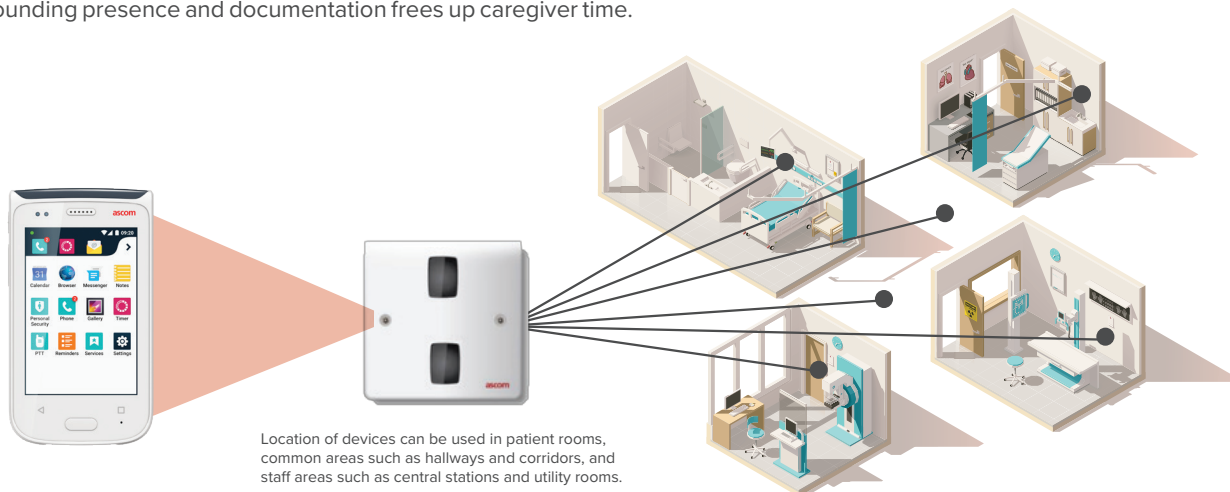 ounding presence and documentation frees up caregiver time.
ascom
09:20
31
Calendar
Browser
Messenger
Notes
Personal
Security
Phone
Gallery
Timer
PTT
Reminders
Services
Settings
ascom
Location of devices can be used in patient rooms,
common areas such as hallways and corridors, and
staff areas such as central stations and utility rooms.